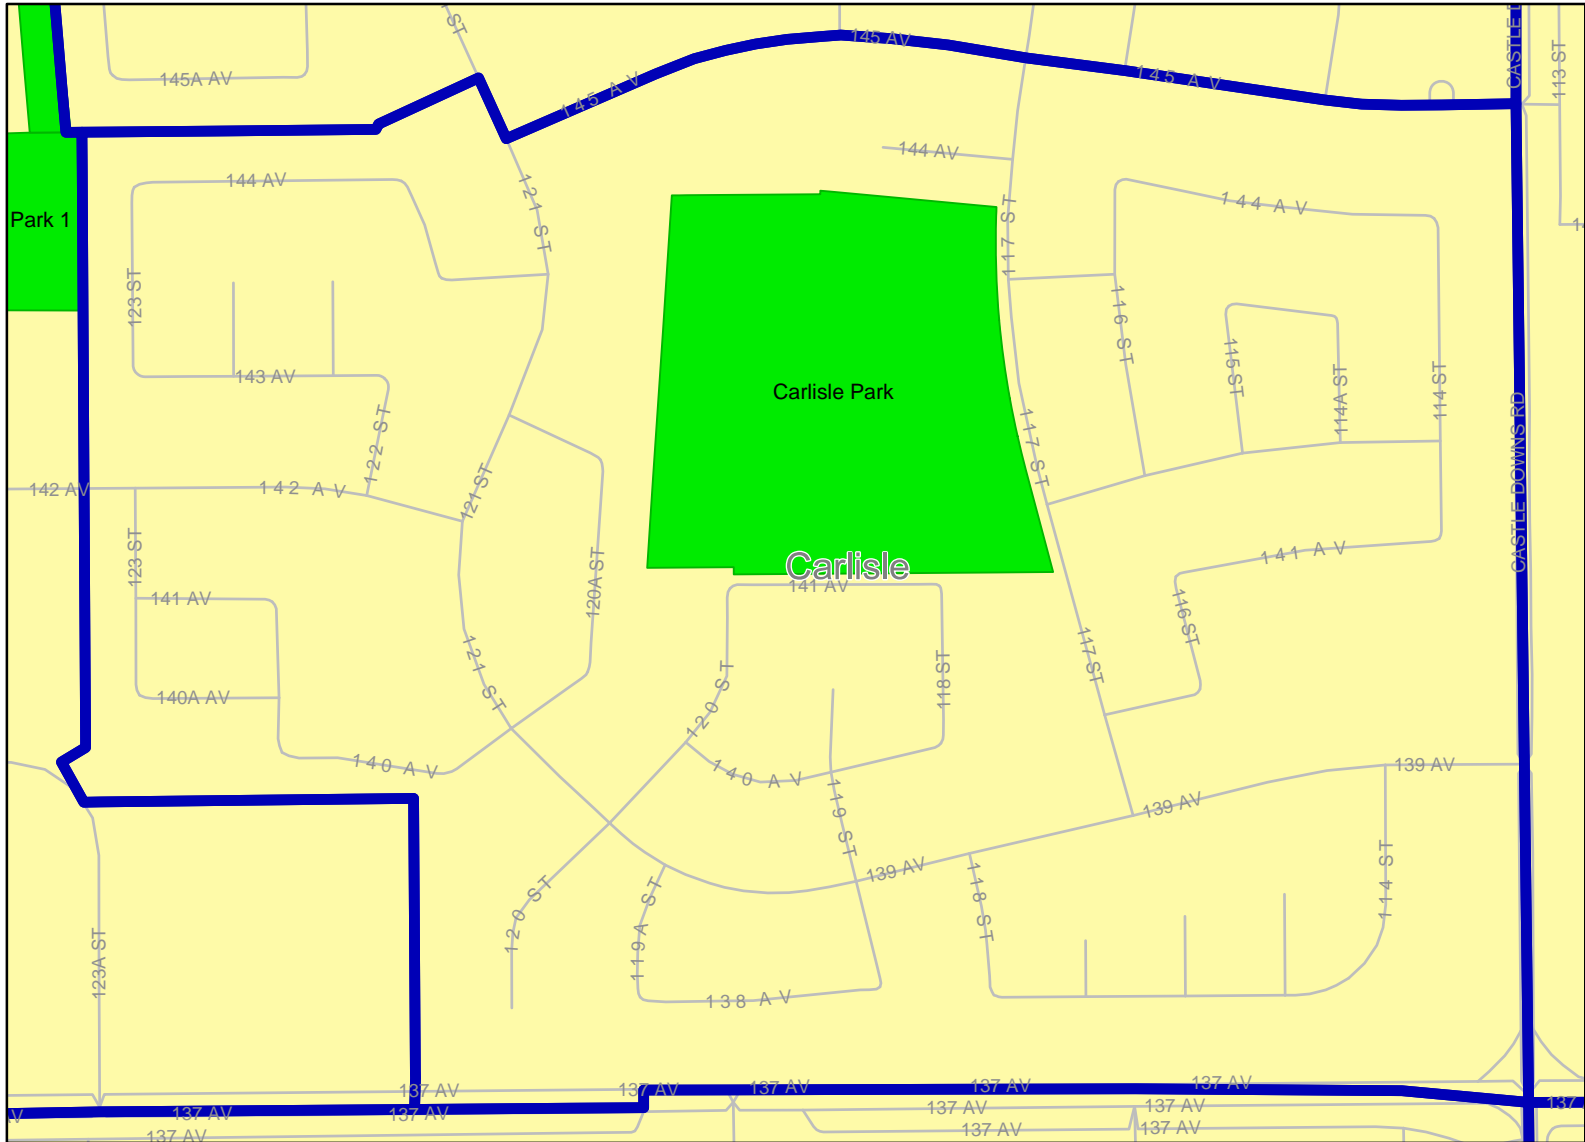 ST
145 AV
CASTLE D
113 ST
145A AV
145 AV
145 AV
144 AV
144 AV
121 ST
117 ST
144 AV
Park 1
123 ST
116 ST
115 ST
114A ST
114 ST
143 AV
122 ST
Carlisle Park
117 ST
CASTLE DOWNS RD
142 AV
142 AV
121 ST
123 ST
120A ST
Carlisle
141 AV
141 AV
141 AV
116 ST
117 ST
121 ST
120 ST
118 ST
140A AV
140 AV
140 AV
119 ST
139 AV
139 AV
139 AV
120 ST
119A ST
118 ST
114 ST
123A ST
138 AV
137 AV
137 AV
137 AV
137 AV
137 AV
137 AV
137 AV
137 AV
137 AV
137
137 AV
137 AV
137 AV